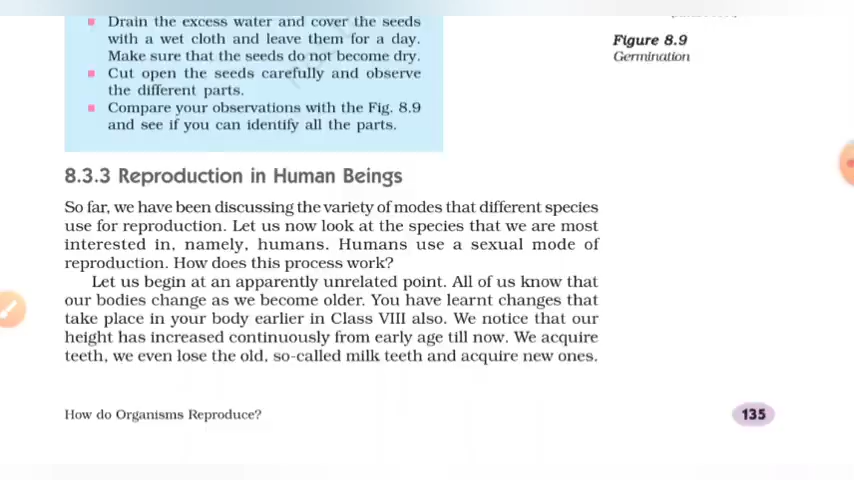 Drain the excess water and cover the seeds
with a wet cloth and leave them for a day.
Make sure that the seeds do not become dry.
Cut open the seeds carefully and observe
the different parts.
Compare your observations with the Fig. 8.9
and see if you can identify all the parts.
Figure 8.9
Germination
8.3.3 Reproduction in Human Beings
So far, we have been discussing the variety of modes that different species
use for reproduction. Let us now look at the species that we are most
interested in, namely, humans. Humans use a sexual mode of
reproduction. How does this process work?
Let us begin at an apparently unrelated point. All of us know that
our bodies change as we become older. You have learnt changes that
take place in your body earlier in Class VIII also. We notice that our
height has increased continuously from early age till now. We acquire
teeth, we even lose the old, so-called milk teeth and acquire new ones.
How do Organisms Reproduce?
135